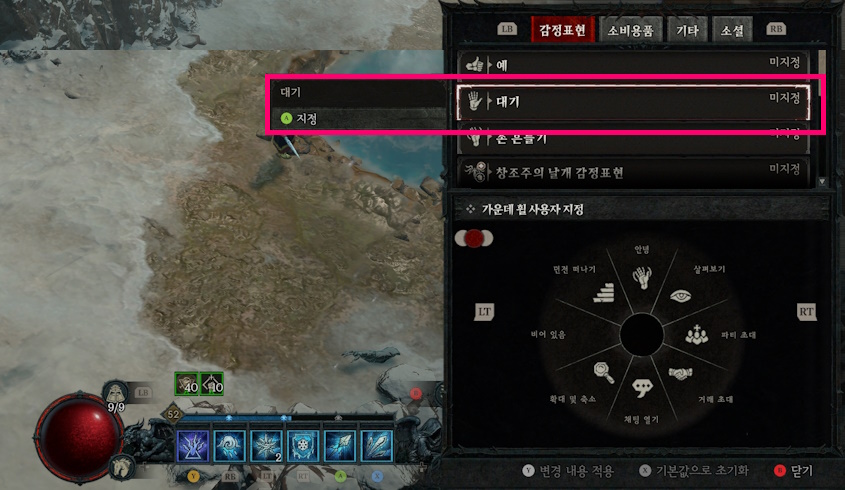 LB 감정표현 소비용품 기타 소셜 RB
예 미지정
대기
A 지정
대기 미지정
손 흔들기 미지정
창조주의 날개 감정표현 미지정
가운데 휠 사용자 지정
안녕
던전 떠나기 살펴보기
LT RT
비어 있음 파티 초대
확대 및 축소 거래 초대
채팅 열기
40 10
LB
9/9
52
2
Y RB LT RT A X
Y 변경 내용 적용 X 기본값으로 초기화 B 닫기